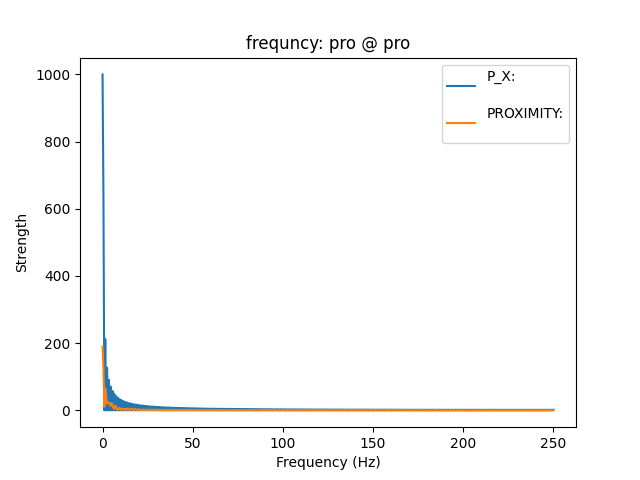 frequncy: pro @ pro
P_X:
PROXIMITY:
1000
800
600
400
200
0
Strength
0 50 100 150 200 250
Frequency (Hz)